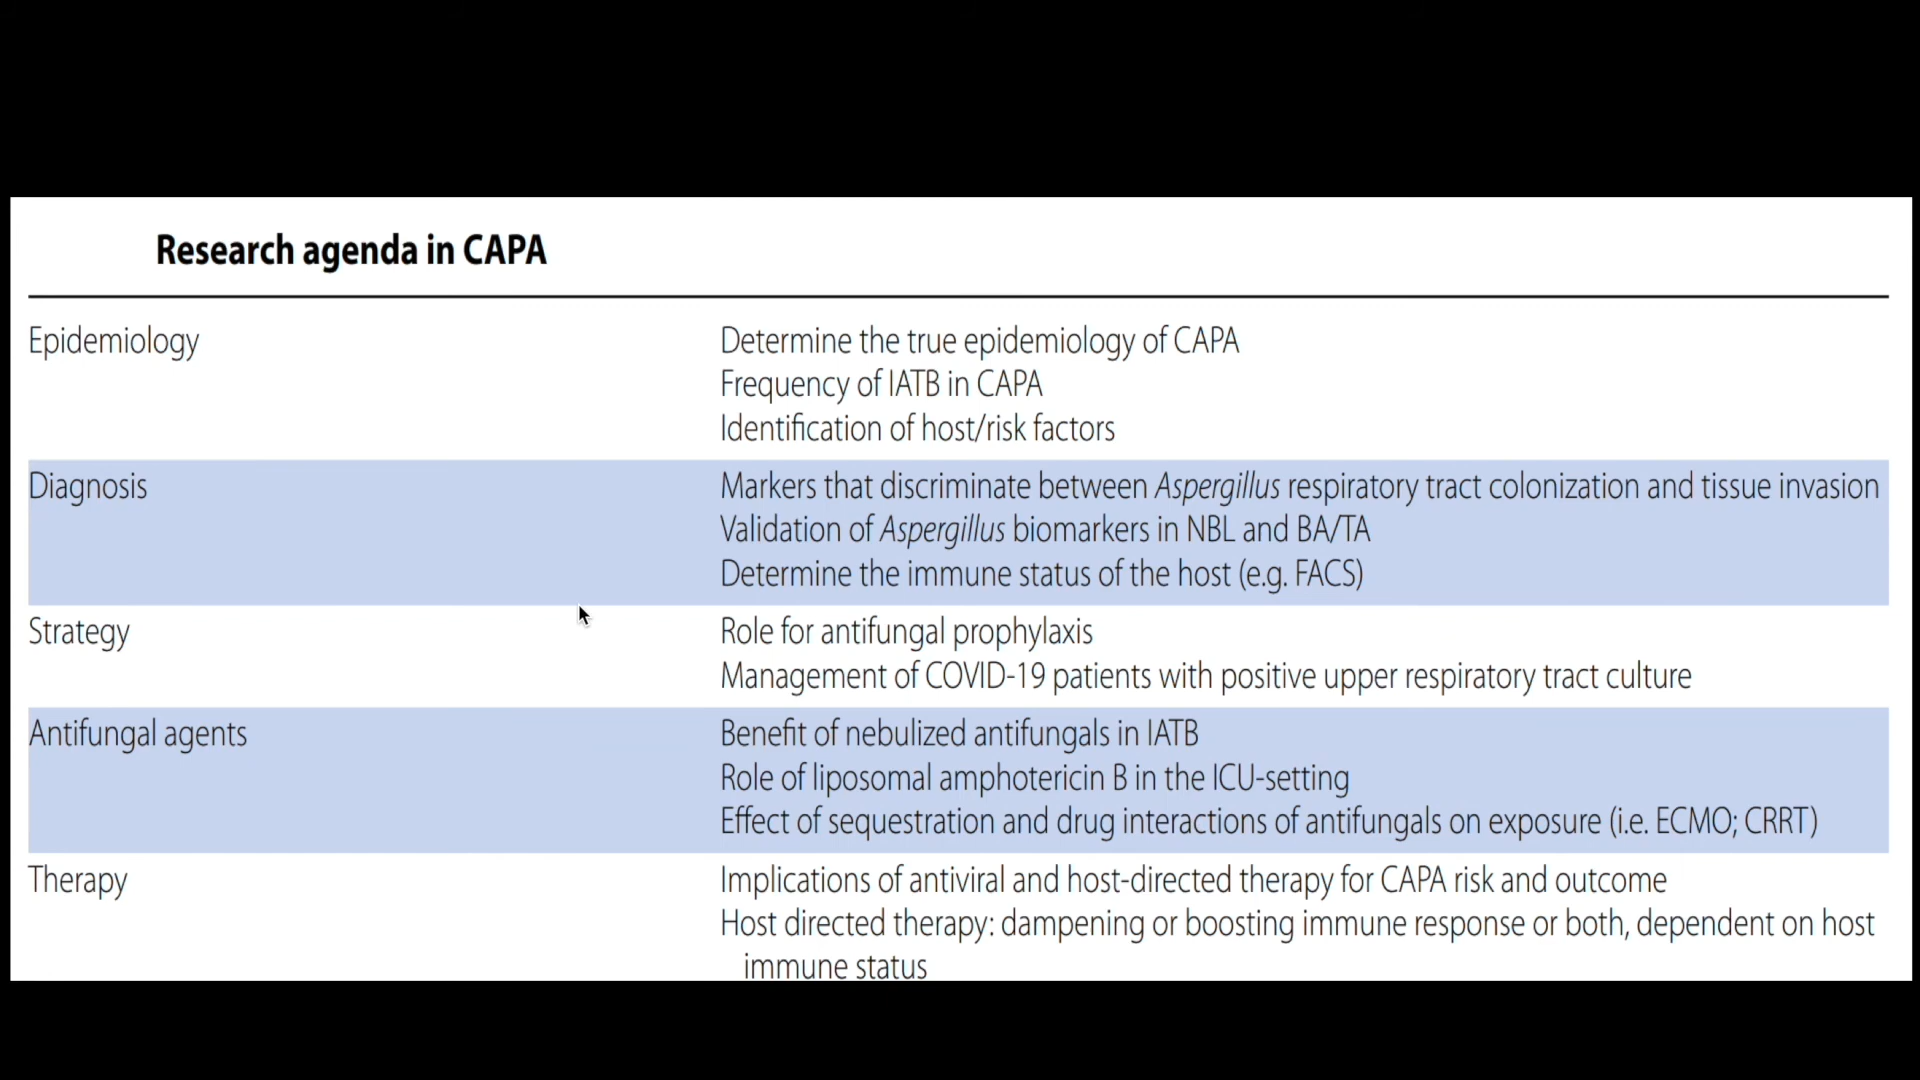 Research agenda in CAPA
Epidemiology
Determine the true epidemiology of CAPA
Frequency of IATB in CAPA
Identification of host/risk factors
Diagnosis
Markers that discriminate between Aspergillus respiratory tract colonization and tissue invasion
Validation of Aspergillus biomarkers in NBL and BA/TA
Determine the immune status of the host (e.g. FACS)
Strategy
Role for antifungal prophylaxis
Management of COVID-19 patients with positive upper respiratory tract culture
Antifungal agents
Benefit of nebulized antifungals in IATB
Role of liposomal amphotericin B in the ICU-setting
Effect of sequestration and drug interactions of antifungals on exposure (i.e. ECMO; CRRT)
Therapy
Implications of antiviral and host-directed therapy for CAPA risk and outcome
Host directed therapy: dampening or boosting immune response or both, dependent on host
immune status